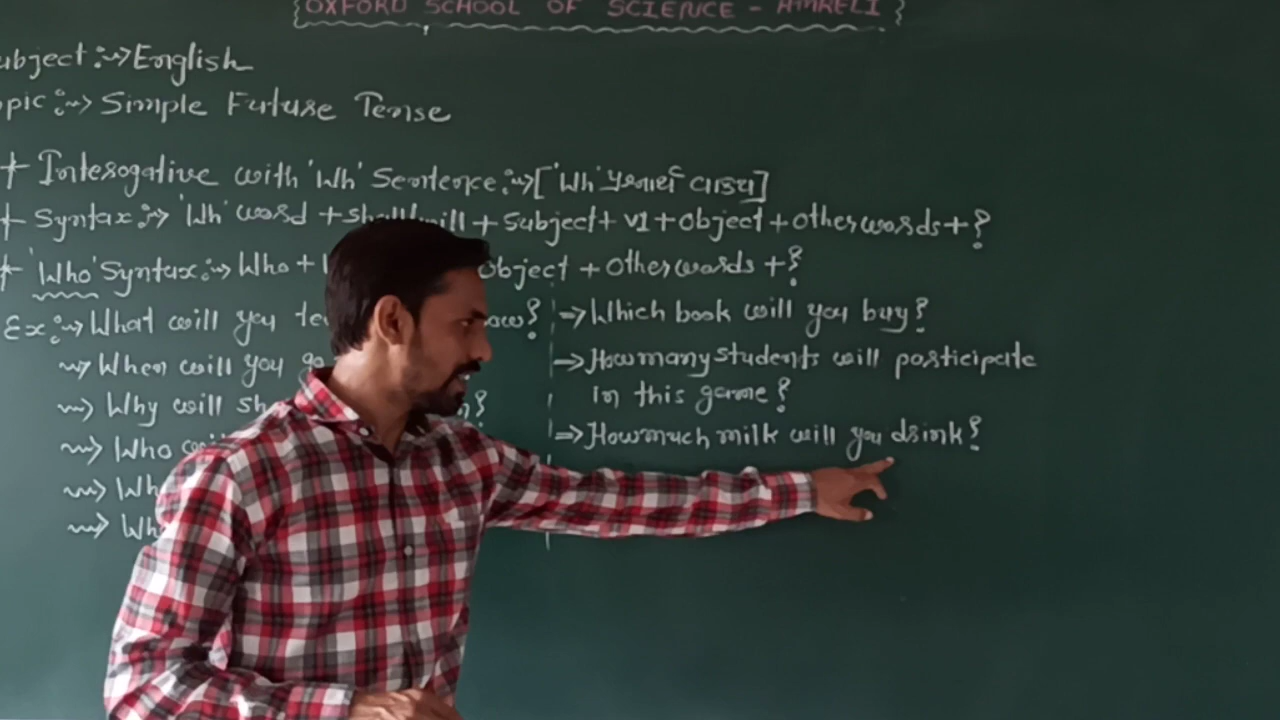 {OXFORD SCHOOL OF SCIENCE - AMRELI}
ubject :~> English
opic :~> Simple Future Tense
+ Interogative with 'Wh' Sentence :~> ['Wh' પ્રશ્નાર્થ વાક્ય]
+ Syntax :~> 'Wh' word + shall/will + Subject + V1 + Object + other words + ?
+ 'Who' Syntax :~> Who + object + Other words + ?
Ex :~> What will you ?
~> When will you go
~> Why will ?
~> Who
~> Wh
~> Wh
=> Which book will you buy?
=> How many students will participate
in this game?
=> How much milk will you drink?